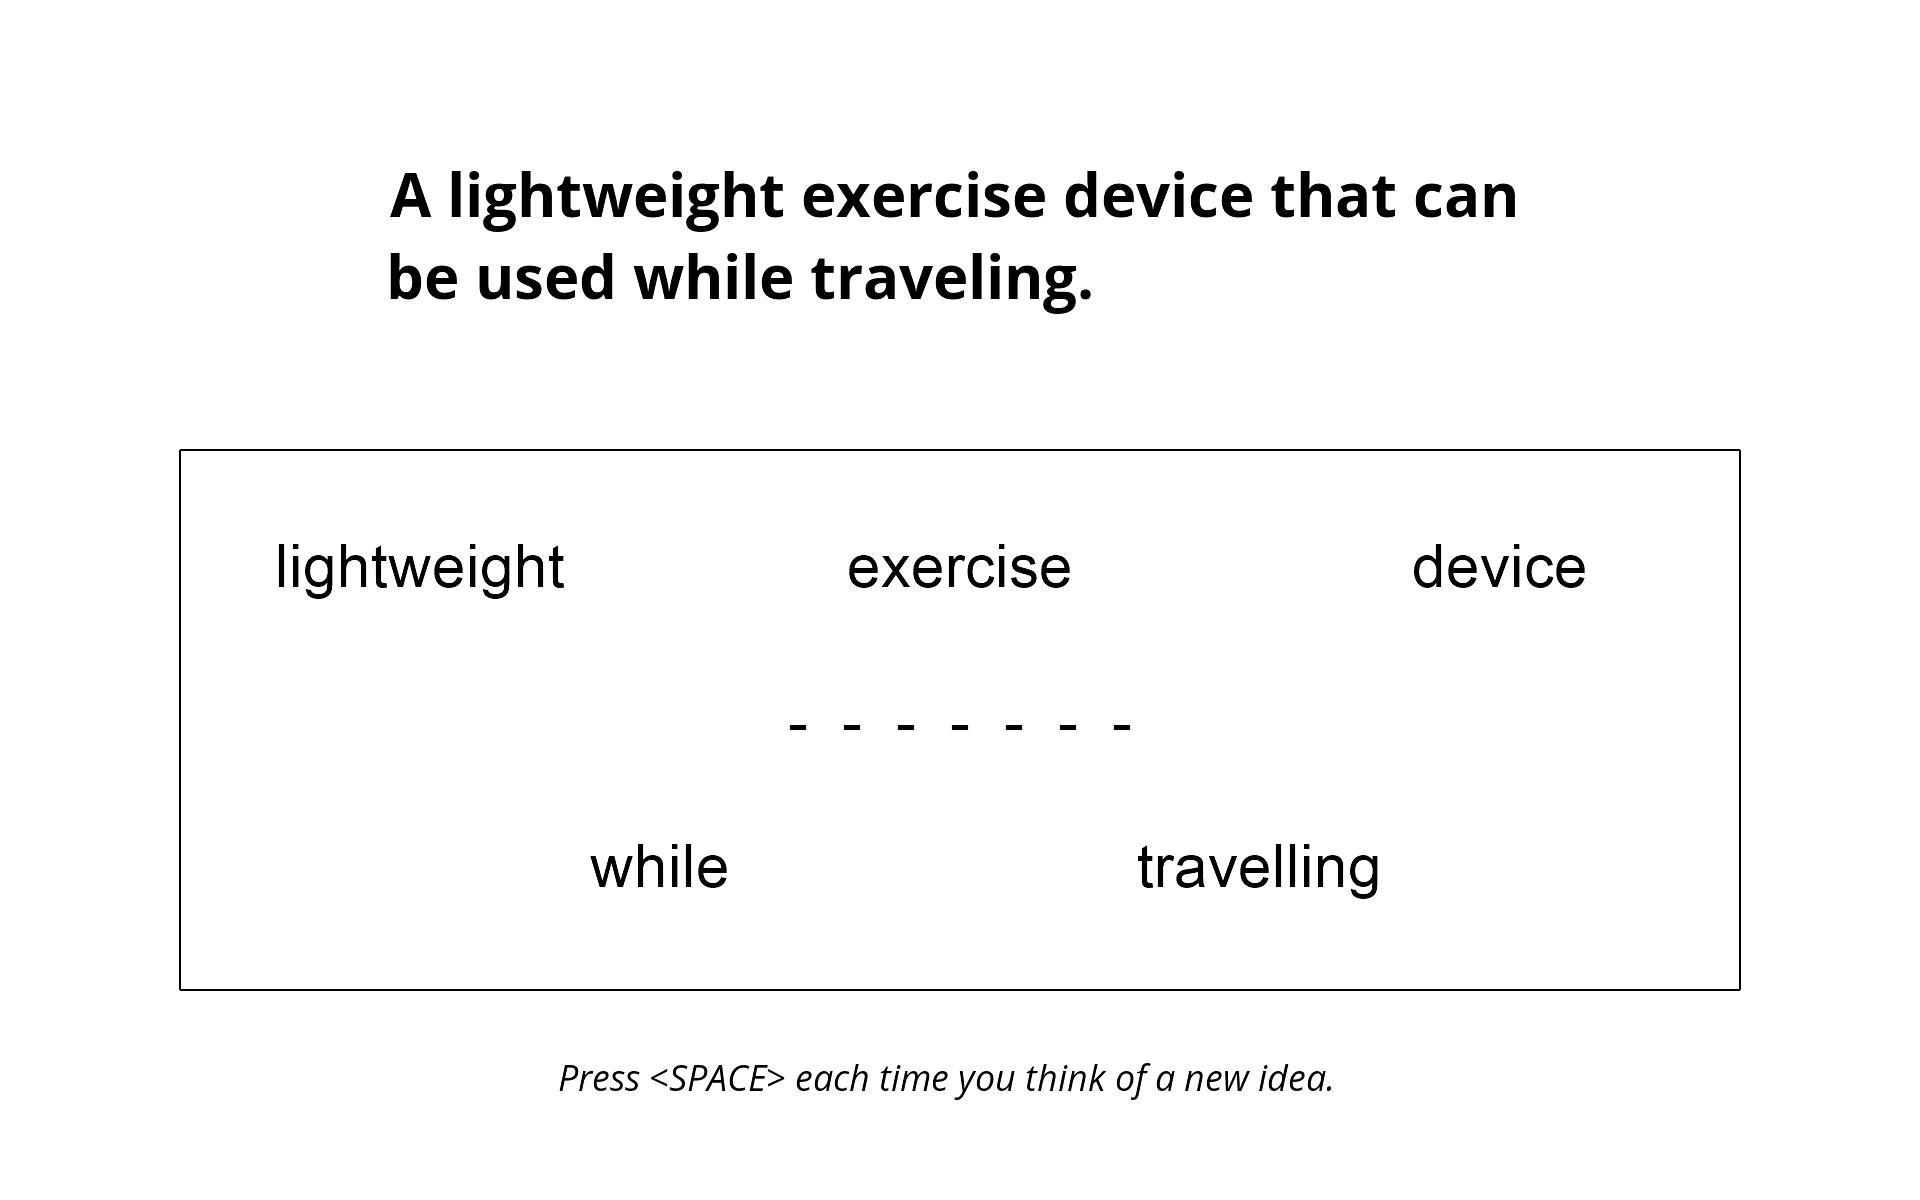 A lightweight exercise device that can
be used while traveling.
lightweight exercise device
- - - - - - -
while travelling
Press <SPACE> each time you think of a new idea.